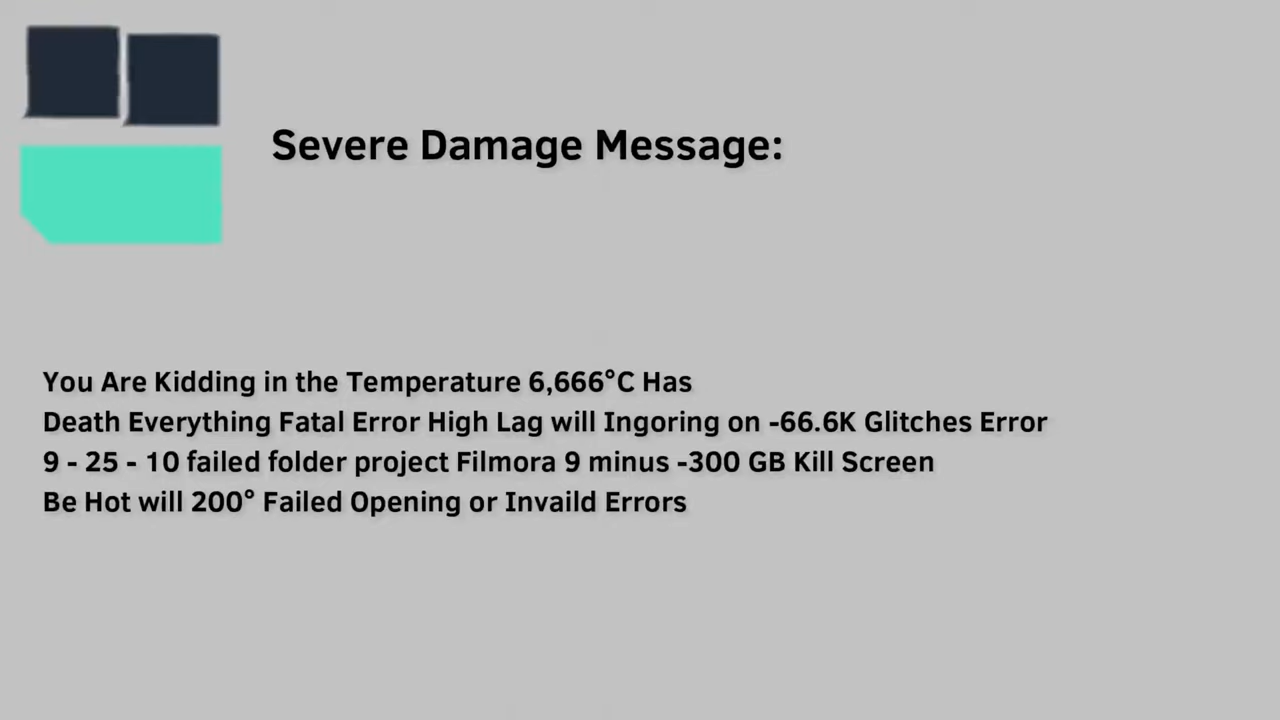 Severe Damage Message:
You Are Kidding in the Temperature 6,666°C Has
Death Everything Fatal Error High Lag will Ingoring on -66.6K Glitches Error
9 - 25 - 10 failed folder project Filmora 9 minus -300 GB Kill Screen
Be Hot will 200° Failed Opening or Invaild Errors